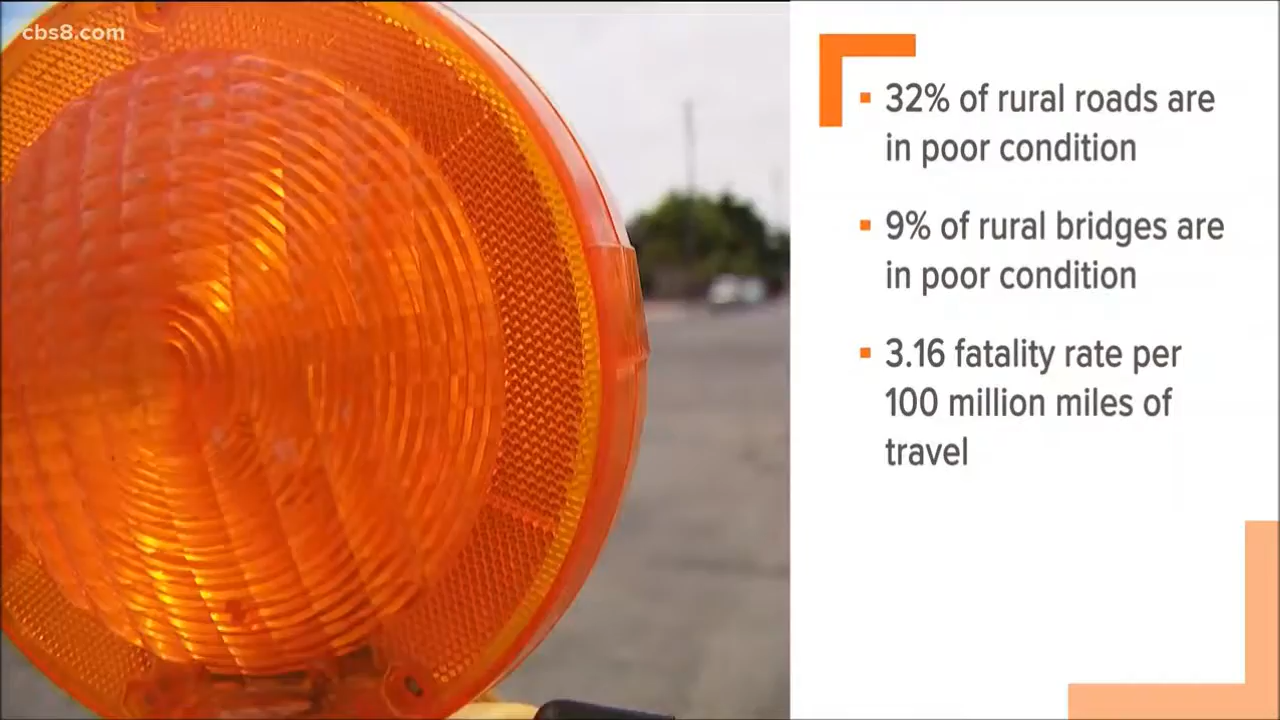 cbs8.com
32% of rural roads are
in poor condition
9% of rural bridges are
in poor condition
3.16 fatality rate per
100 million miles of
travel